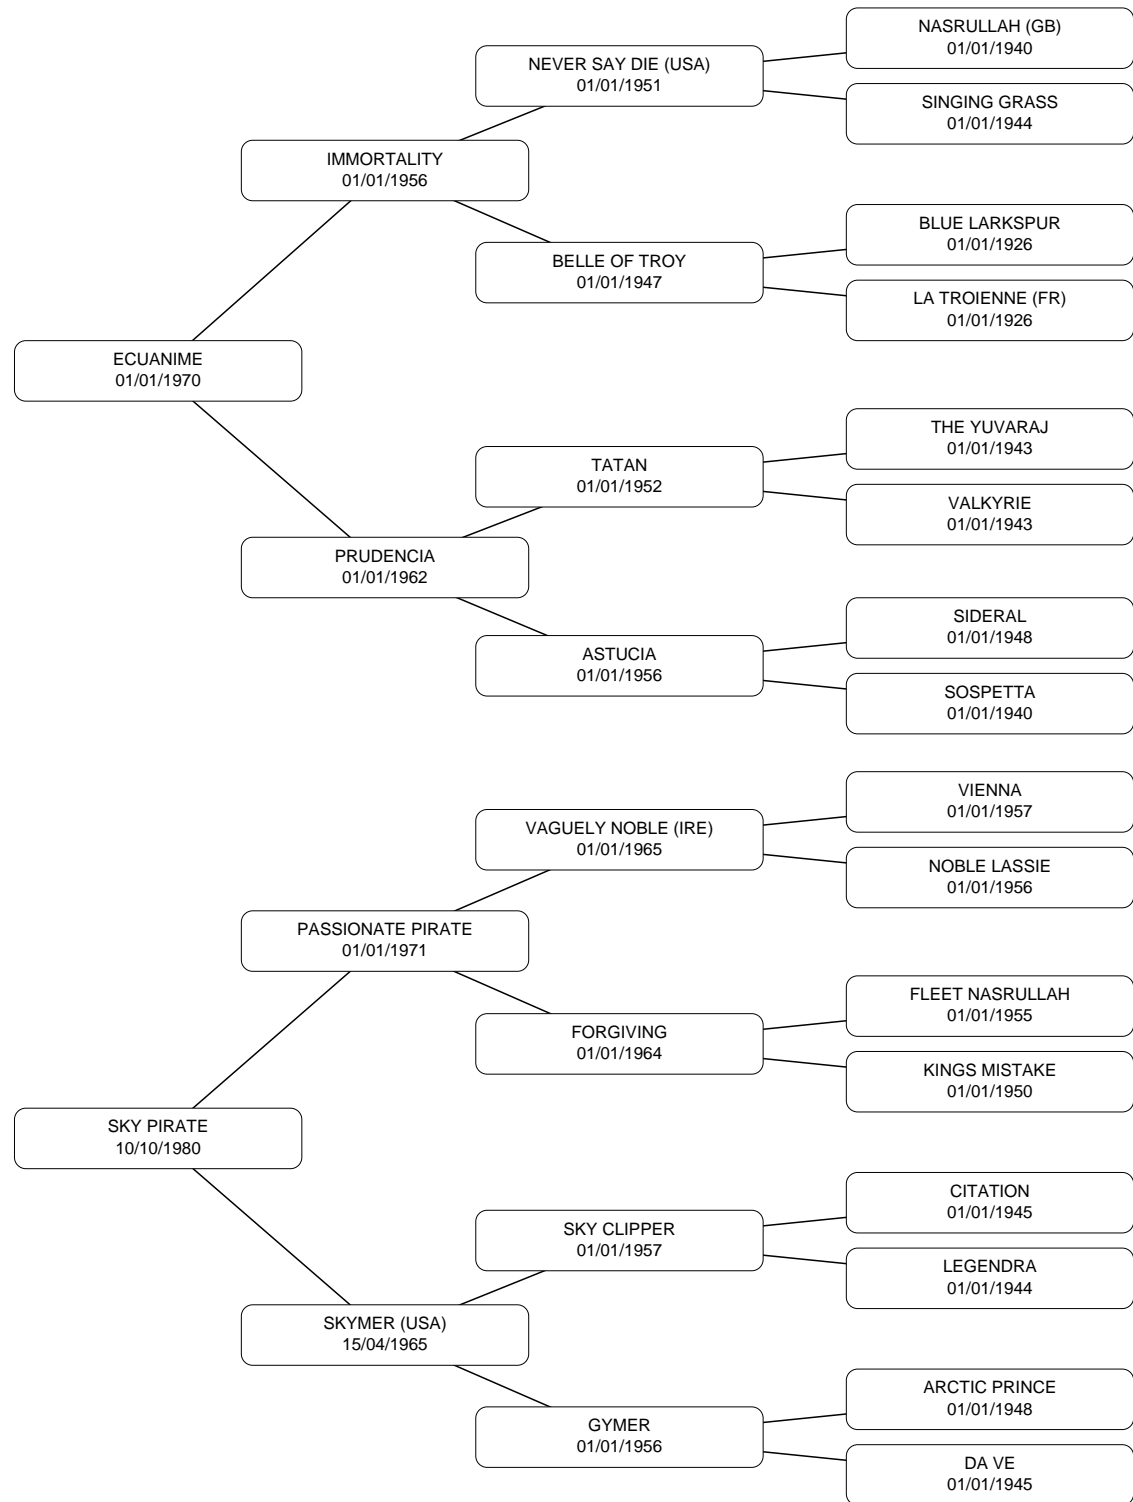 NASRULLAH (GB)
01/01/1940
NEVER SAY DIE (USA)
01/01/1951
SINGING GRASS
01/01/1944
IMMORTALITY
01/01/1956
BLUE LARKSPUR
01/01/1926
BELLE OF TROY
01/01/1947
LA TROIENNE (FR)
01/01/1926
ECUANIME
01/01/1970
THE YUVARAJ
01/01/1943
TATAN
01/01/1952
VALKYRIE
01/01/1943
PRUDENCIA
01/01/1962
SIDERAL
01/01/1948
ASTUCIA
01/01/1956
SOSPETTA
01/01/1940
VIENNA
01/01/1957
VAGUELY NOBLE (IRE)
01/01/1965
NOBLE LASSIE
01/01/1956
PASSIONATE PIRATE
01/01/1971
FLEET NASRULLAH
01/01/1955
FORGIVING
01/01/1964
KINGS MISTAKE
01/01/1950
SKY PIRATE
10/10/1980
CITATION
01/01/1945
SKY CLIPPER
01/01/1957
LEGENDRA
01/01/1944
SKYMER (USA)
15/04/1965
ARCTIC PRINCE
01/01/1948
GYMER
01/01/1956
DA VE
01/01/1945